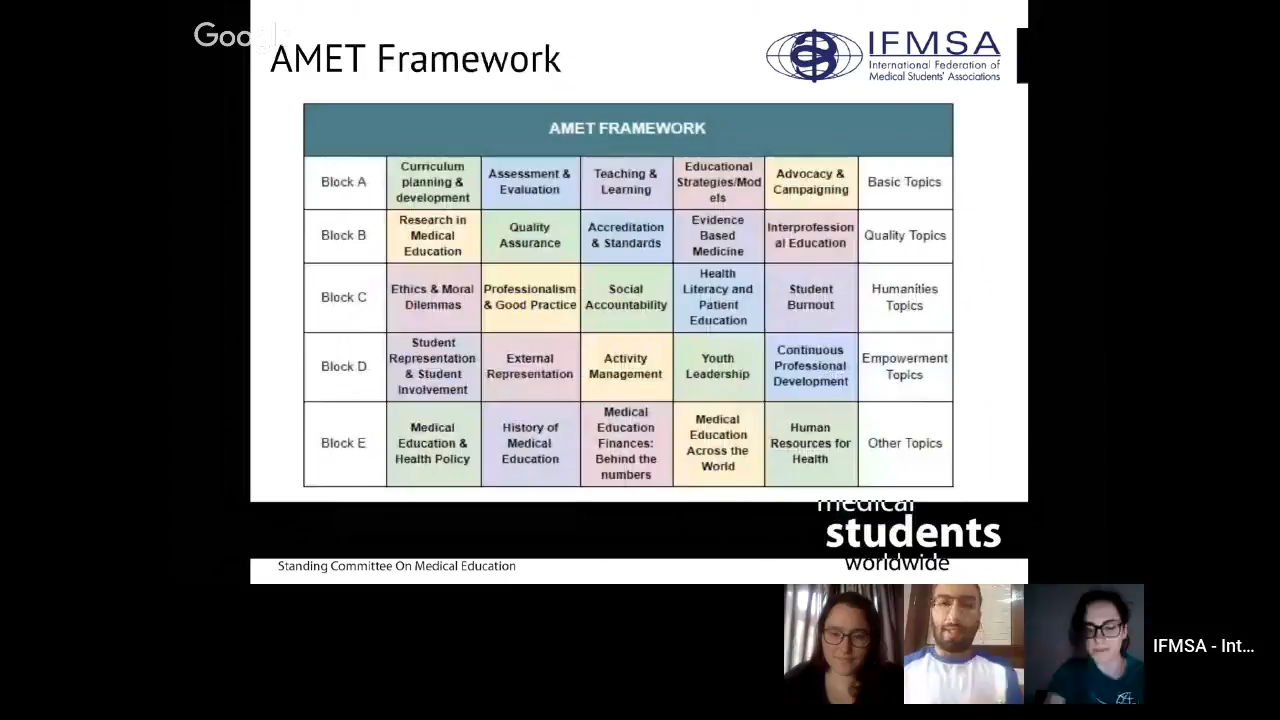 Google
AMET Framework
IFMSA
International Federation of
Medical Students' Associations
AMET FRAMEWORK
Block A
Curriculum
planning &
development
Assessment &
Evaluation
Teaching &
Learning
Educational
Strategies/Mod
els
Advocacy &
Campaigning
Basic Topics
Block B
Research in
Medical
Education
Quality
Assurance
Accreditation
& Standards
Evidence
Based
Medicine
Interprofession
al Education
Quality Topics
Block C
Ethics & Moral
Dilemmas
Professionalism
& Good Practice
Social
Accountability
Health
Literacy and
Patient
Education
Student
Burnout
Humanities
Topics
Block D
Student
Representation
& Student
Involvement
External
Representation
Activity
Management
Youth
Leadership
Continuous
Professional
Development
Empowerment
Topics
Block E
Medical
Education &
Health Policy
History of
Medical
Education
Medical
Education
Finances:
Behind the
numbers
Medical
Education
Across the
World
Human
Resources for
Health
Other Topics
medical
students
worldwide
Standing Committee On Medical Education
IFMSA - Int...